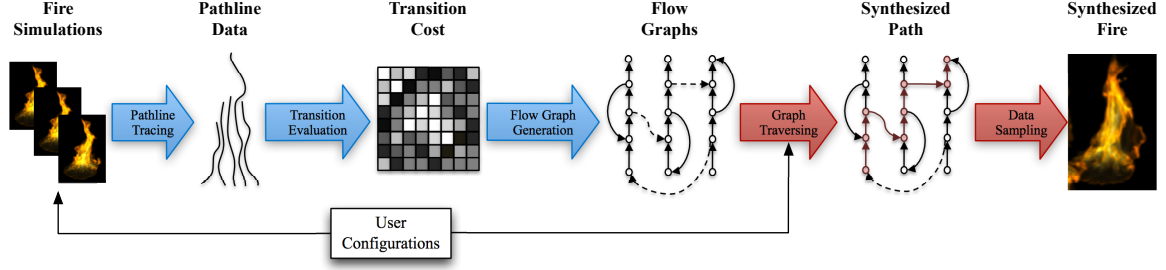 Fire
Simulations
Pathline
Data
Transition
Cost
Flow
Graphs
Synthesized
Path
Synthesized
Fire
Pathline
Tracing
Transition
Evaluation
Flow Graph
Generation
Graph
Traversing
Data
Sampling
User
Configurations